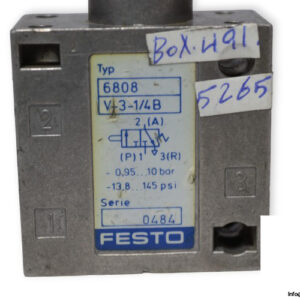 BOX.491.
Typ
6808
V-3-1/4B
5265
2 (A)
(P) 1 3(R)
- 0,95... 10 bar
-13,8.. 145 psi
Serie
0484
FESTO
2
1
3